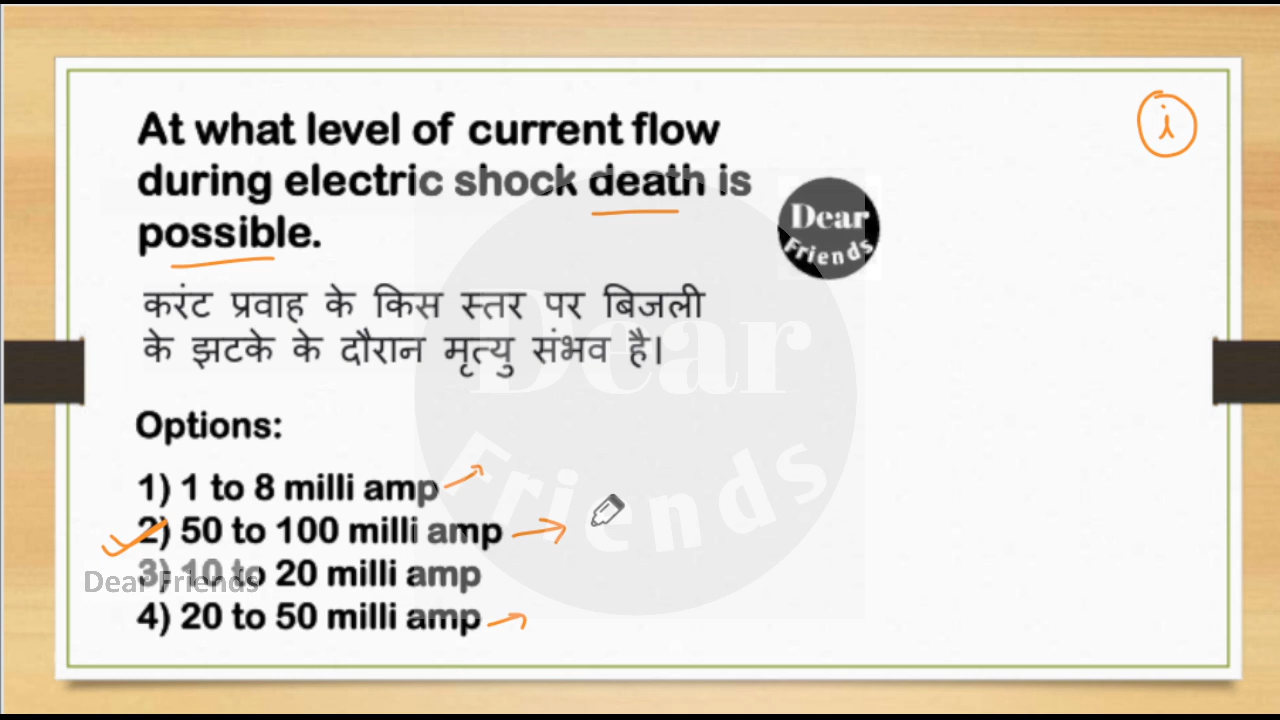 At what level of current flow
during electric shock death is
possible.
i
Dear
Friends
करंट प्रवाह के किस स्तर पर बिजली
के झटके के दौरान मृत्यु संभव है।
Dear
Friends
Options:
1) 1 to 8 milli amp
2) 50 to 100 milli amp
3) 10 to 20 milli amp
Dear Friends
4) 20 to 50 milli amp